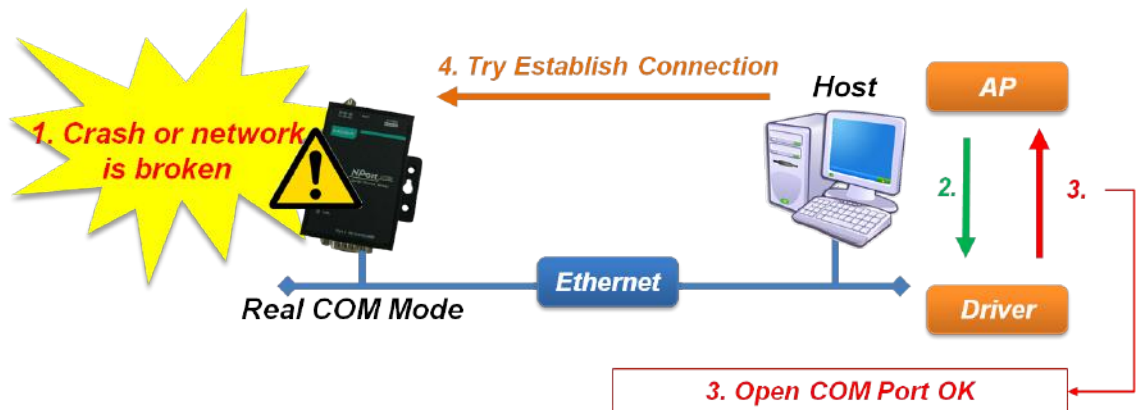 4. Try Establish Connection
Host
AP
1. Crash or network
is broken
NPort
2.
3.
Ethernet
Real COM Mode
Driver
3. Open COM Port OK